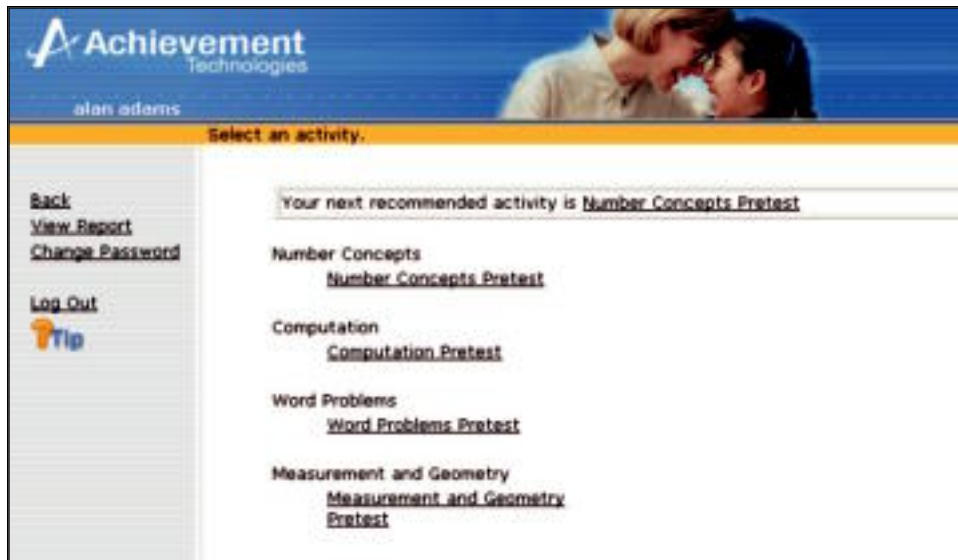 Achievement
Technologies
alan adams
Select an activity.
Back
View Report
Change Password
Log Out
Tip
Your next recommended activity is Number Concepts Pretest
Number Concepts
Number Concepts Pretest
Computation
Computation Pretest
Word Problems
Word Problems Pretest
Measurement and Geometry
Measurement and Geometry
Pretest